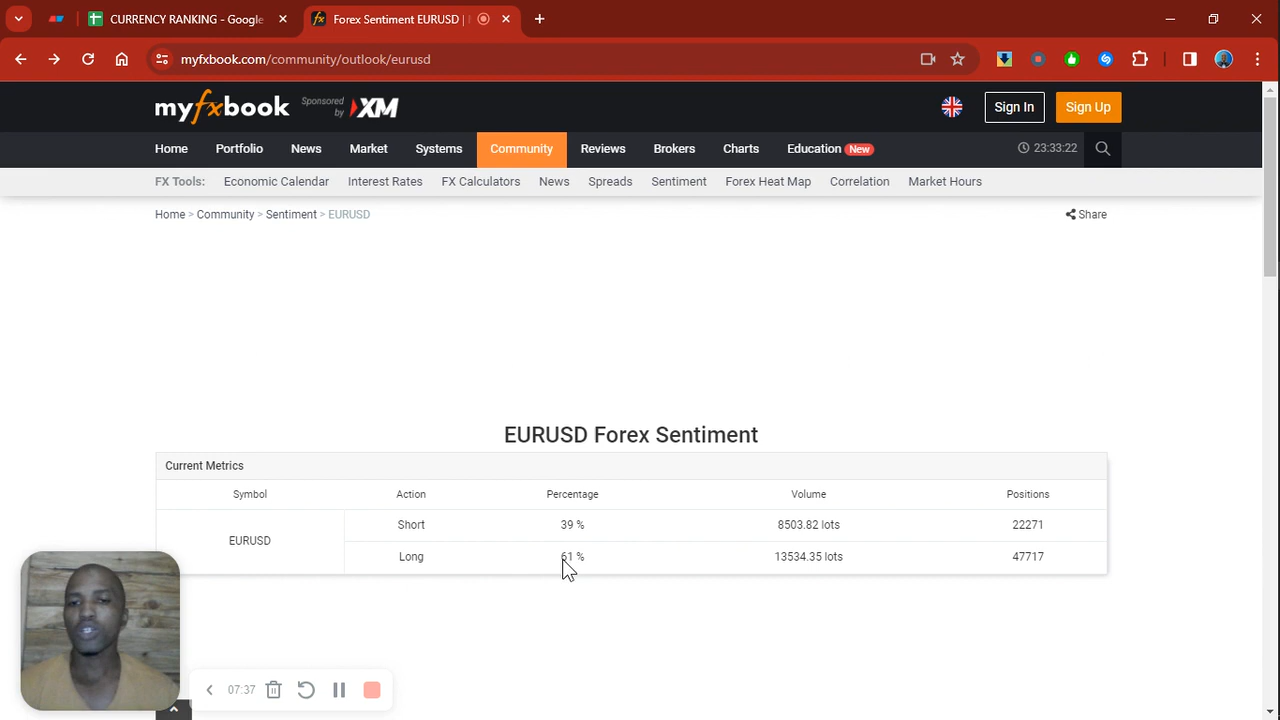 CURRENCY RANKING - Google
Forex Sentiment EURUSD |
myfxbook.com/community/outlook/eurusd
myfxbook Sponsored by XM
Sign In Sign Up
Home Portfolio News Market Systems Community Reviews Brokers Charts Education New 23:33:22
FX Tools: Economic Calendar Interest Rates FX Calculators News Spreads Sentiment Forex Heat Map Correlation Market Hours
Home > Community > Sentiment > EURUSD Share
EURUSD Forex Sentiment
Current Metrics
Symbol Action Percentage Volume Positions
EURUSD
Short 39 % 8503.82 lots 22271
Long 61 % 13534.35 lots 47717
07:37